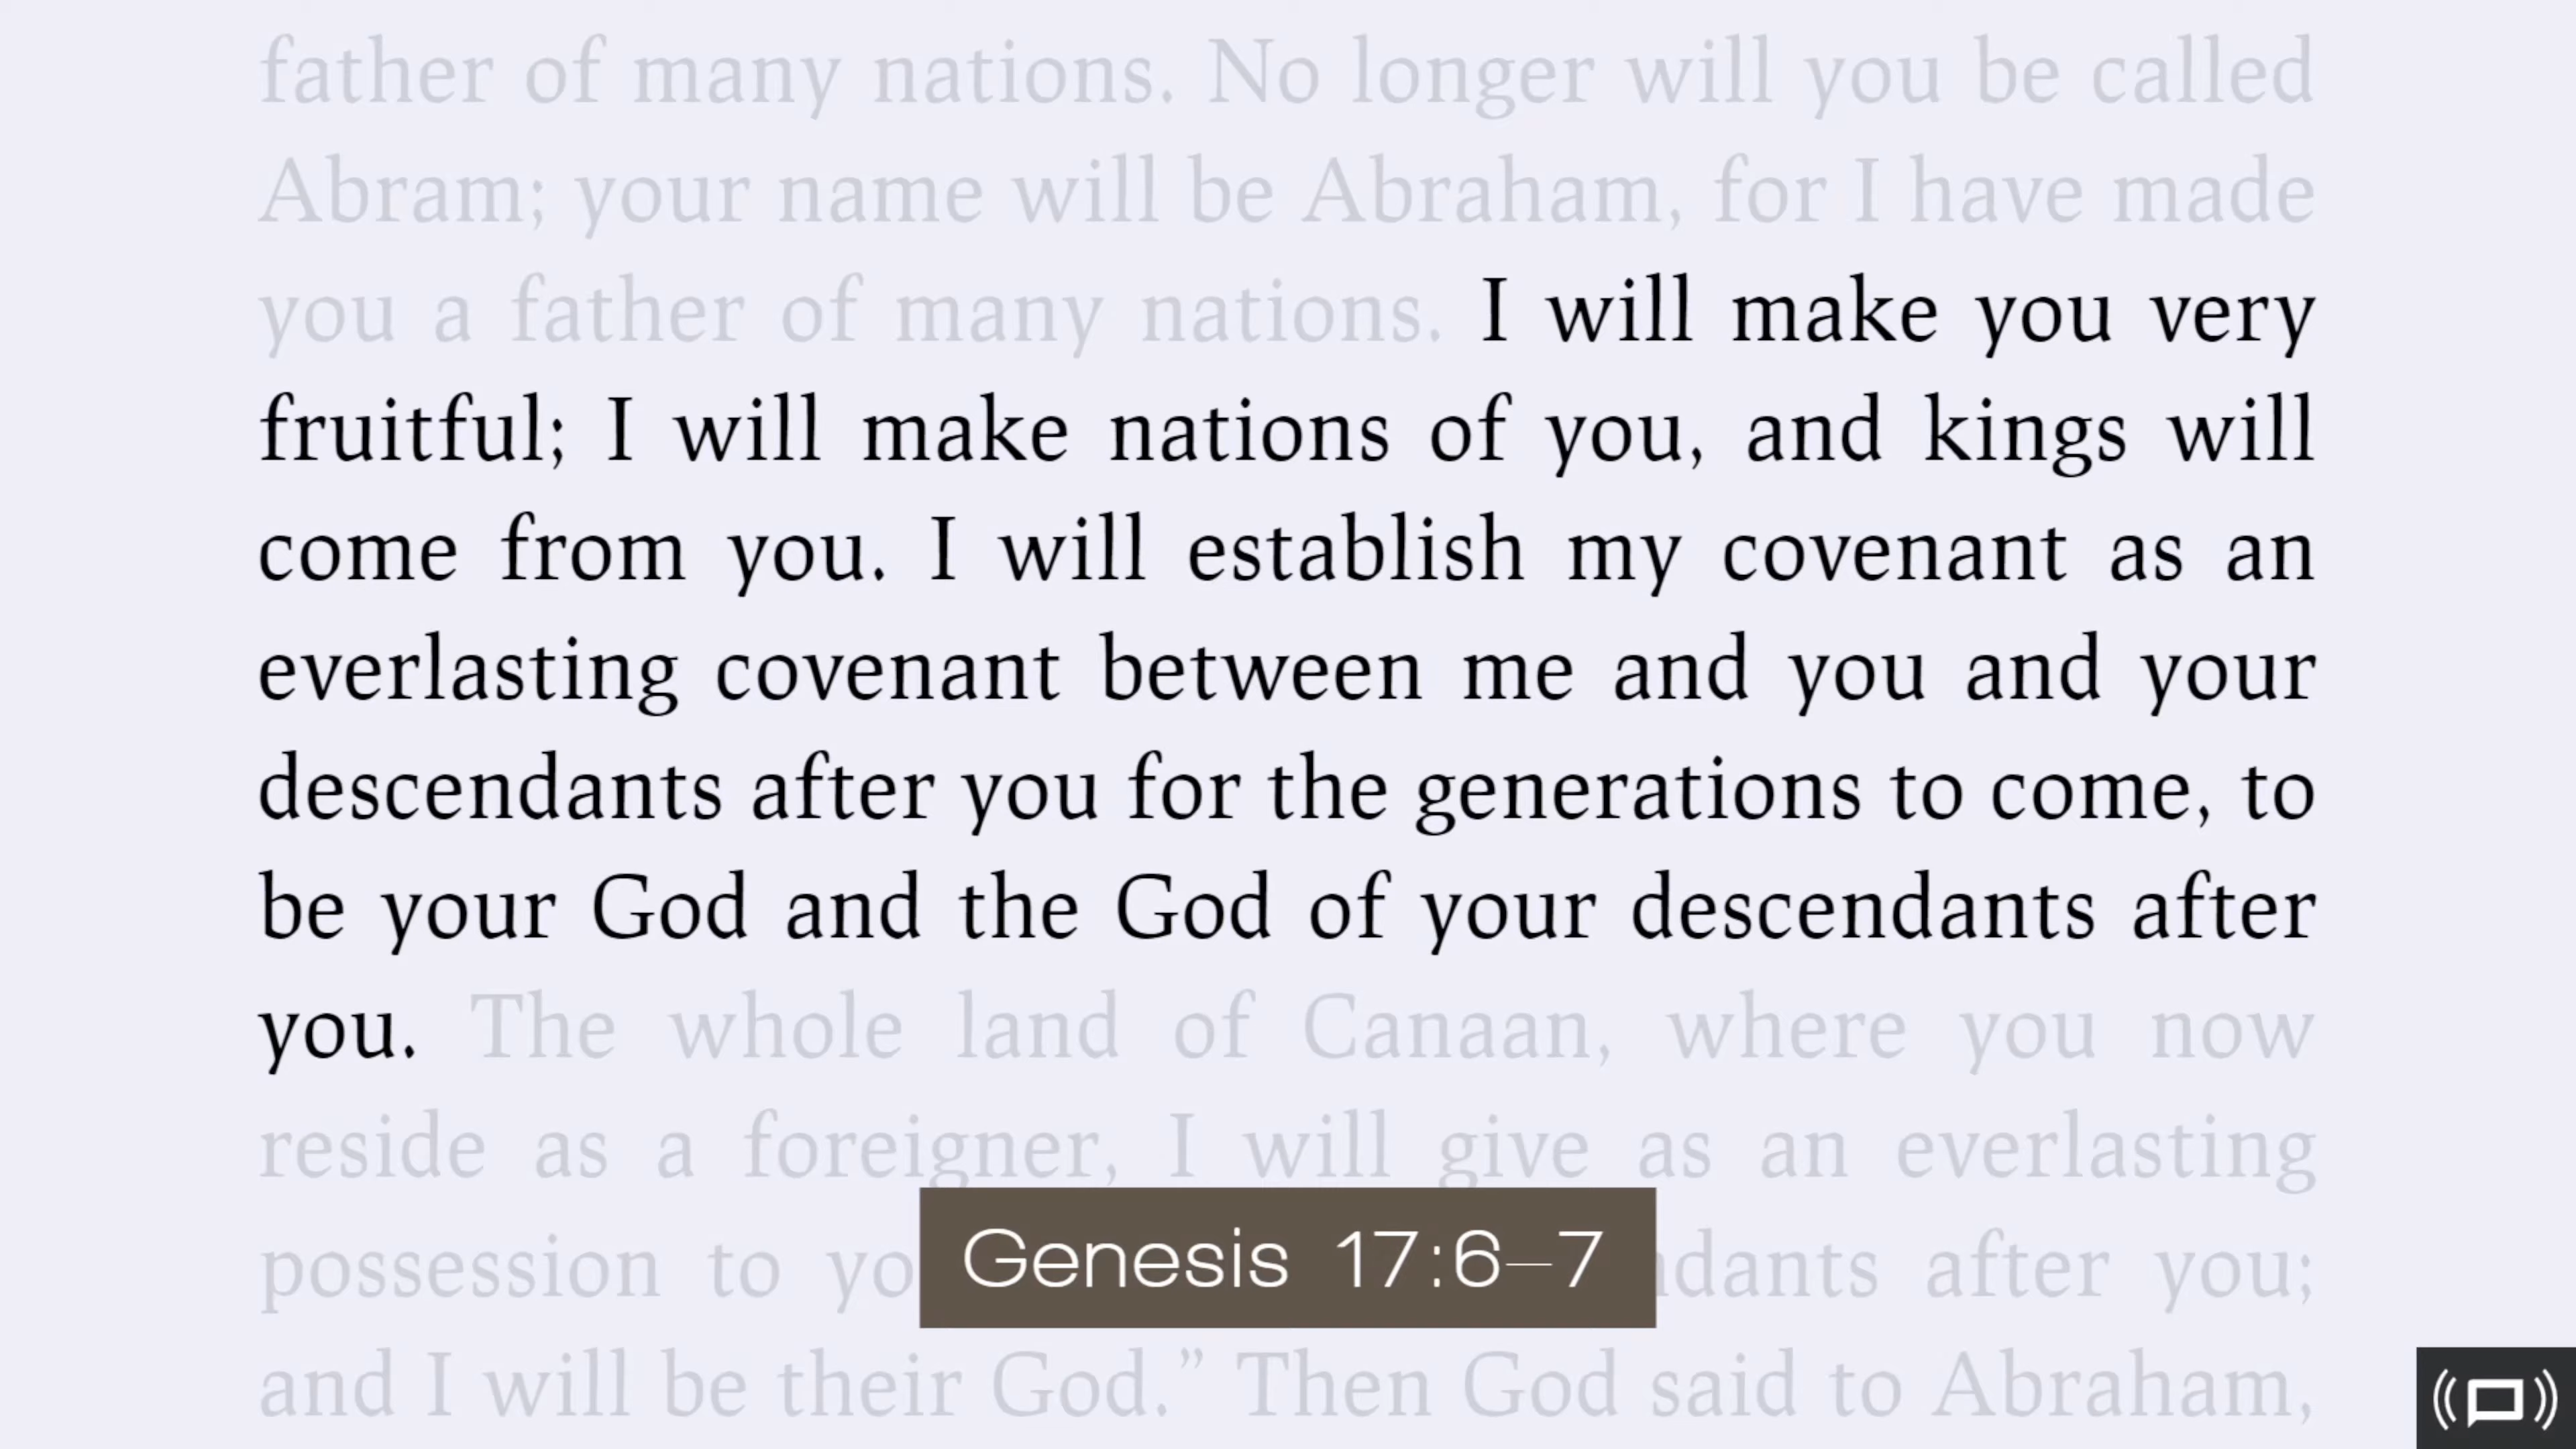 father of many nations. No longer will you be called
Abram; your name will be Abraham, for I have made
you a father of many nations. I will make you very
fruitful; I will make nations of you, and kings will
come from you. I will establish my covenant as an
everlasting covenant between me and you and your
descendants after you for the generations to come, to
be your God and the God of your descendants after
you. The whole land of Canaan, where you now
reside as a foreigner, I will give as an everlasting
possession to after you;
Genesis 17:6–7
and I will be their God.” Then God said to Abraham,